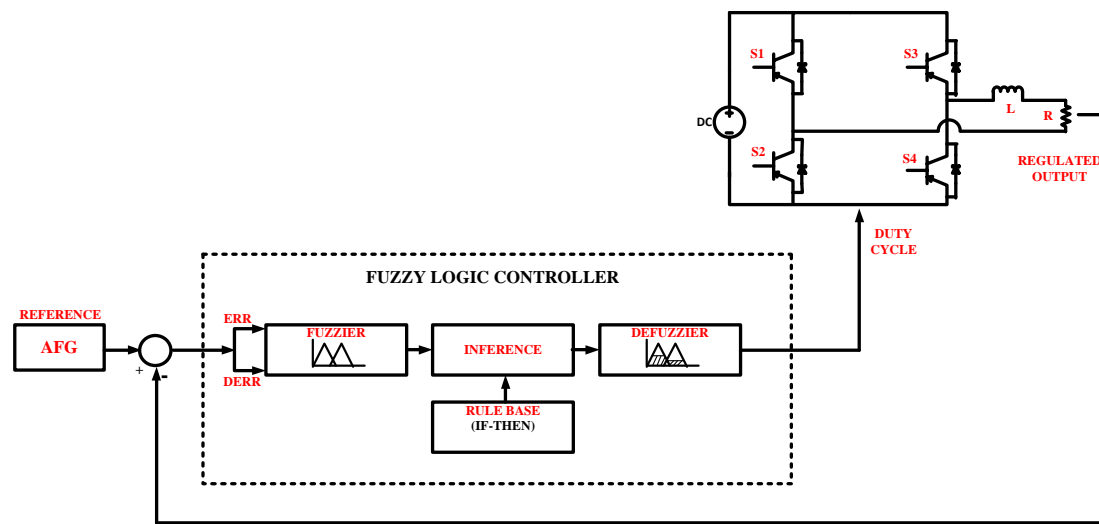 S1
S3
DC
L
R
S2
S4
REGULATED
OUTPUT
DUTY
CYCLE
FUZZY LOGIC CONTROLLER
REFERENCE
AFG
+
-
ERR
DERR
FUZZIER
INFERENCE
DEFUZZIER
RULE BASE
(IF-THEN)